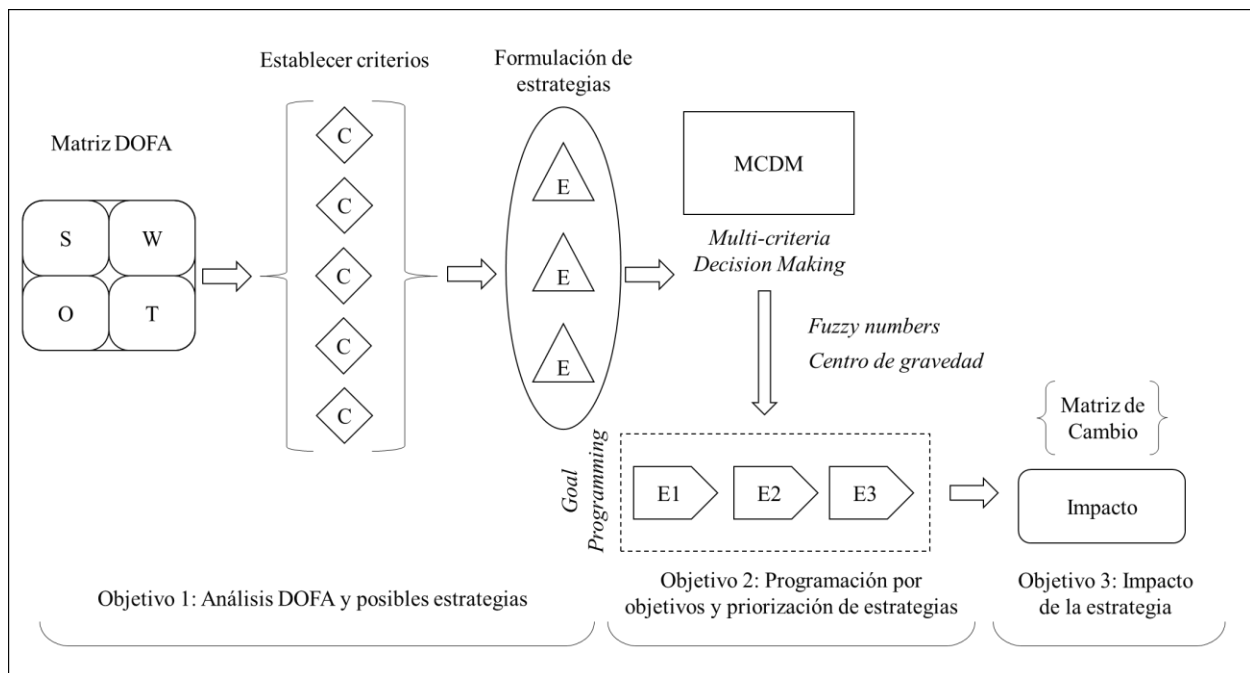 Matriz DOFA
S
W
O
T
Establecer criterios
C
C
C
C
C
Formulación de
estrategias
E
E
E
MCDM
Multi-criteria
Decision Making
Fuzzy numbers
Centro de gravedad
Goal
Programming
E1
E2
E3
Matriz de
Cambio
Impacto
Objetivo 1: Análisis DOFA y posibles estrategias
Objetivo 2: Programación por
objetivos y priorización de estrategias
Objetivo 3: Impacto
de la estrategia